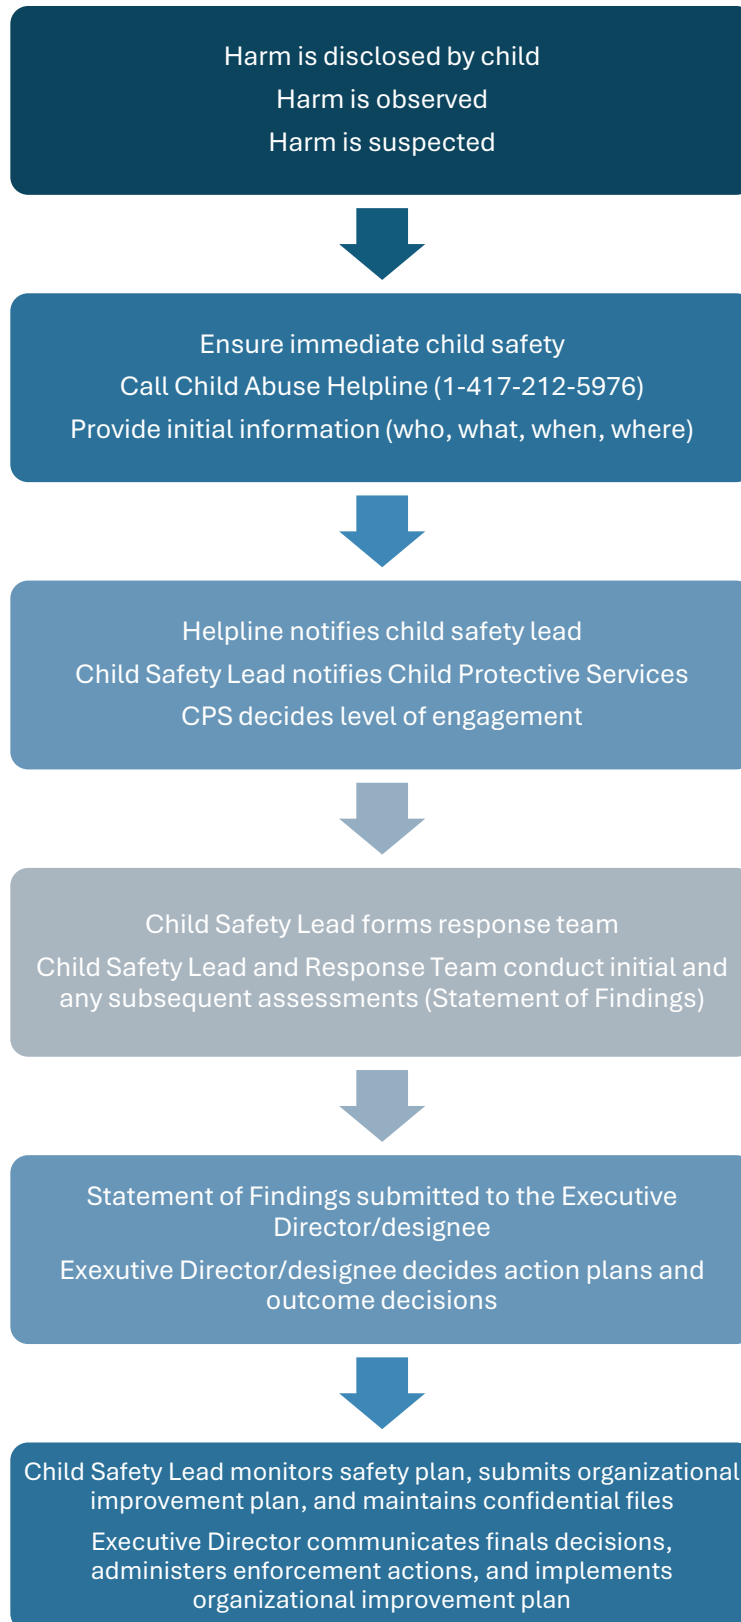 Harm is disclosed by child
Harm is observed
Harm is suspected
Ensure immediate child safety
Call Child Abuse Helpline (1-417-212-5976)
Provide initial information (who, what, when, where)
Helpline notifies child safety lead
Child Safety Lead notifies Child Protective Services
CPS decides level of engagement
Child Safety Lead forms response team
Child Safety Lead and Response Team conduct initial and
any subsequent assessments (Statement of Findings)
Statement of Findings submitted to the Executive
Director/designee
Exexutive Director/designee decides action plans and
outcome decisions
Child Safety Lead monitors safety plan, submits organizational
improvement plan, and maintains confidential files
Executive Director communicates finals decisions,
administers enforcement actions, and implements
organizational improvement plan